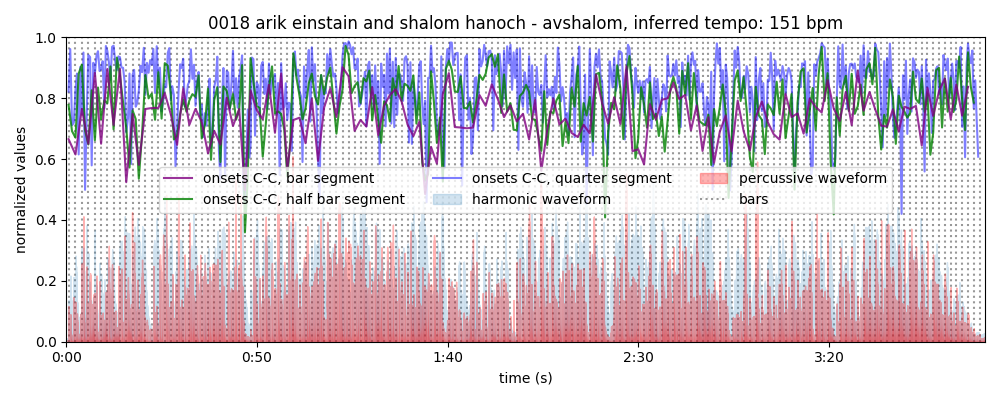 0018 arik einstain and shalom hanoch - avshalom, inferred tempo: 151 bpm
normalized values
1.0
0.8
0.6
0.4
0.2
0.0
onsets C-C, bar segment
onsets C-C, half bar segment
onsets C-C, quarter segment
harmonic waveform
percussive waveform
bars
0:00
0:50
1:40
2:30
3:20
time (s)